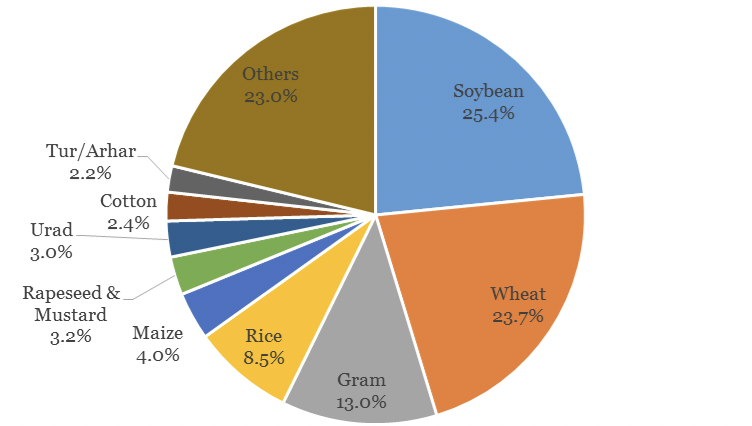 Others
23.0%
Soybean
25.4%
Tur/Arhar
2.2%
Cotton
2.4%
Urad
3.0%
Rapeseed &
Mustard
3.2%
Maize
4.0%
Rice
8.5%
Gram
13.0%
Wheat
23.7%